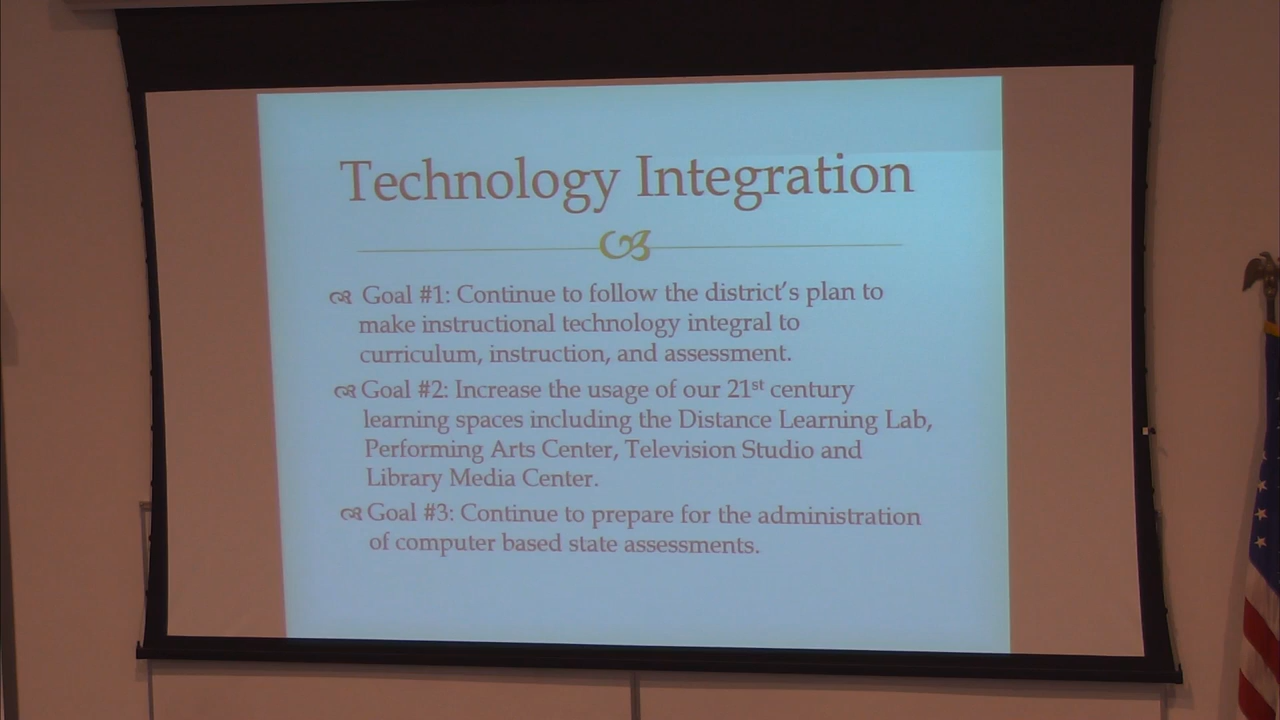 Technology Integration
Goal #1: Continue to follow the district's plan to
make instructional technology integral to
curriculum, instruction, and assessment.
Goal #2: Increase the usage of our 21st century
learning spaces including the Distance Learning Lab,
Performing Arts Center, Television Studio and
Library Media Center.
Goal #3: Continue to prepare for the administration
of computer based state assessments.